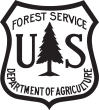 FOREST SERVICE
U S
DEPARTMENT OF AGRICULTURE